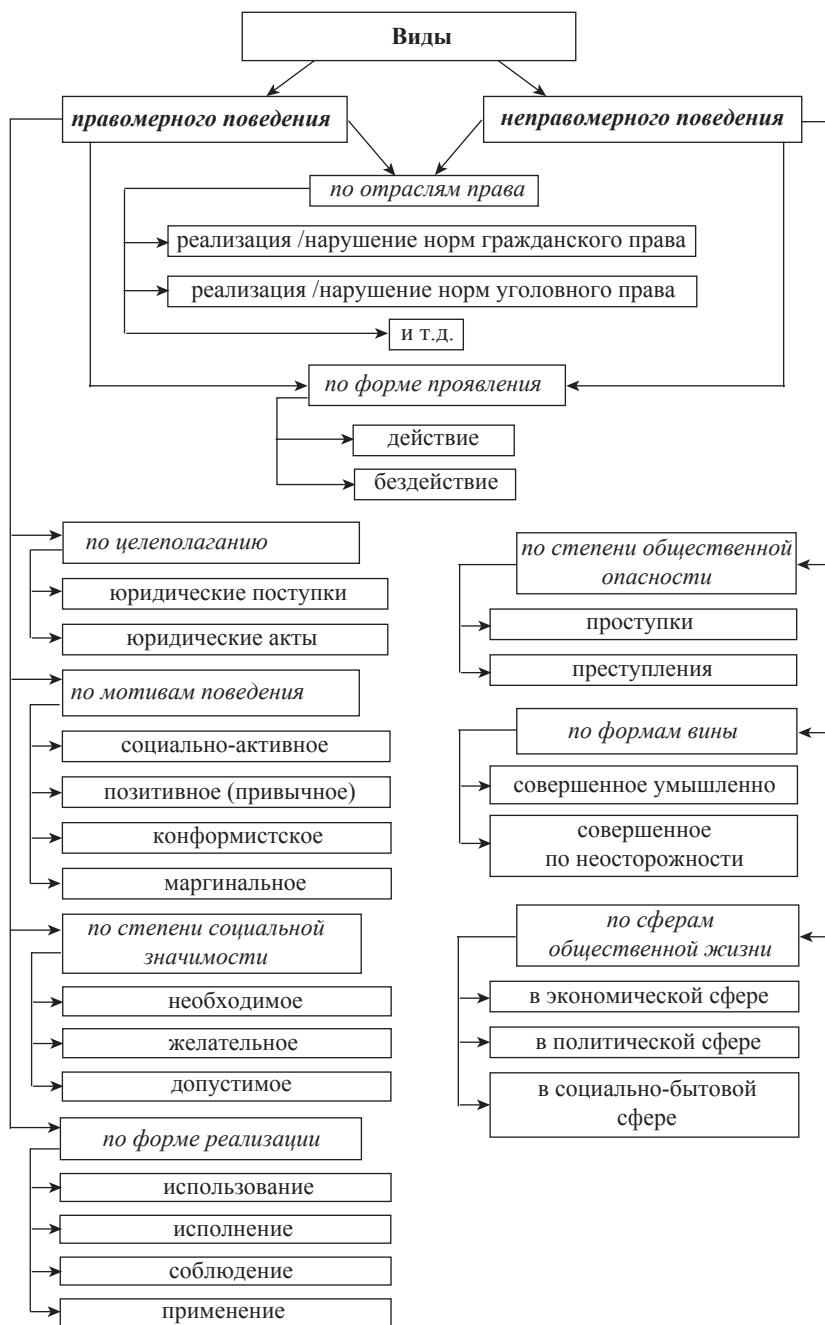 Виды
правомерного поведения
неправомерного поведения
по отраслям права
реализация /нарушение норм гражданского права
реализация /нарушение норм уголовного права
и т.д.
по форме проявления
действие
бездействие
по целеполаганию
юридические поступки
юридические акты
по мотивам поведения
социально-активное
позитивное (привычное)
конформистское
маргинальное
по степени социальной
значимости
необходимое
желательное
допустимое
по форме реализации
использование
исполнение
соблюдение
применение
по степени общественной
опасности
проступки
преступления
по формам вины
совершенное умышленно
совершенное
по неосторожности
по сферам
общественной жизни
в экономической сфере
в политической сфере
в социально-бытовой
сфере